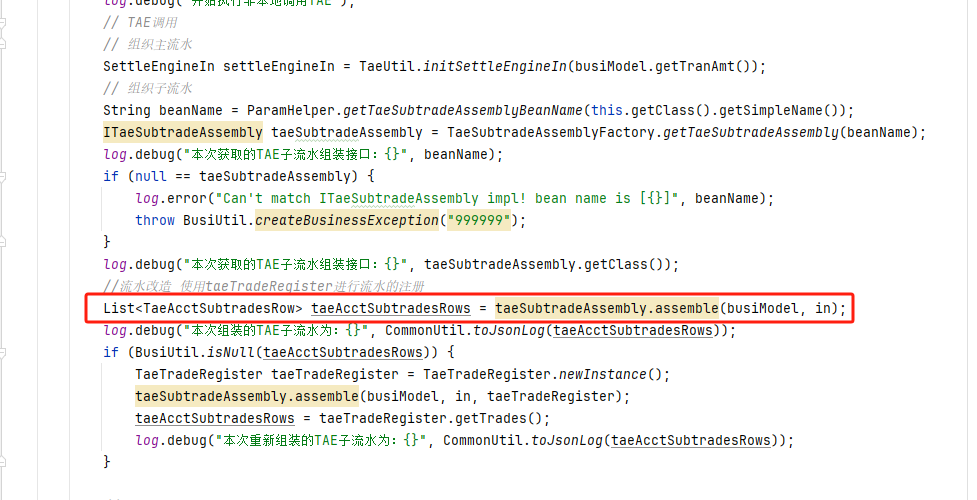 log.debug("开始执行非本地调用TAE");
// TAE调用
// 组织主流水
SettleEngineIn settleEngineIn = TaeUtil.initSettleEngineIn(busiModel.getTranAmt());
// 组织子流水
String beanName = ParamHelper.getTaeSubtradeAssemblyBeanName(this.getClass().getSimpleName());
ITaeSubtradeAssembly taeSubtradeAssembly = TaeSubtradeAssemblyFactory.getTaeSubtradeAssembly(beanName);
log.debug("本次获取的TAE子流水组装接口：{}", beanName);
if (null == taeSubtradeAssembly) {
log.error("Can't match ITaeSubtradeAssembly impl! bean name is [{}]", beanName);
throw BusiUtil.createBusinessException("999999");
}
log.debug("本次获取的TAE子流水组装接口：{}", taeSubtradeAssembly.getClass());
//流水改造 使用taeTradeRegister进行流水的注册
List<TaeAcctSubtradesRow> taeAcctSubtradesRows = taeSubtradeAssembly.assemble(busiModel, in);
log.debug("本次组装的TAE子流水为：{}", CommonUtil.toJsonLog(taeAcctSubtradesRows));
if (BusiUtil.isNull(taeAcctSubtradesRows)) {
TaeTradeRegister taeTradeRegister = TaeTradeRegister.newInstance();
taeSubtradeAssembly.assemble(busiModel, in, taeTradeRegister);
taeAcctSubtradesRows = taeTradeRegister.getTrades();
log.debug("本次重新组装的TAE子流水为：{}", CommonUtil.toJsonLog(taeAcctSubtradesRows));
}